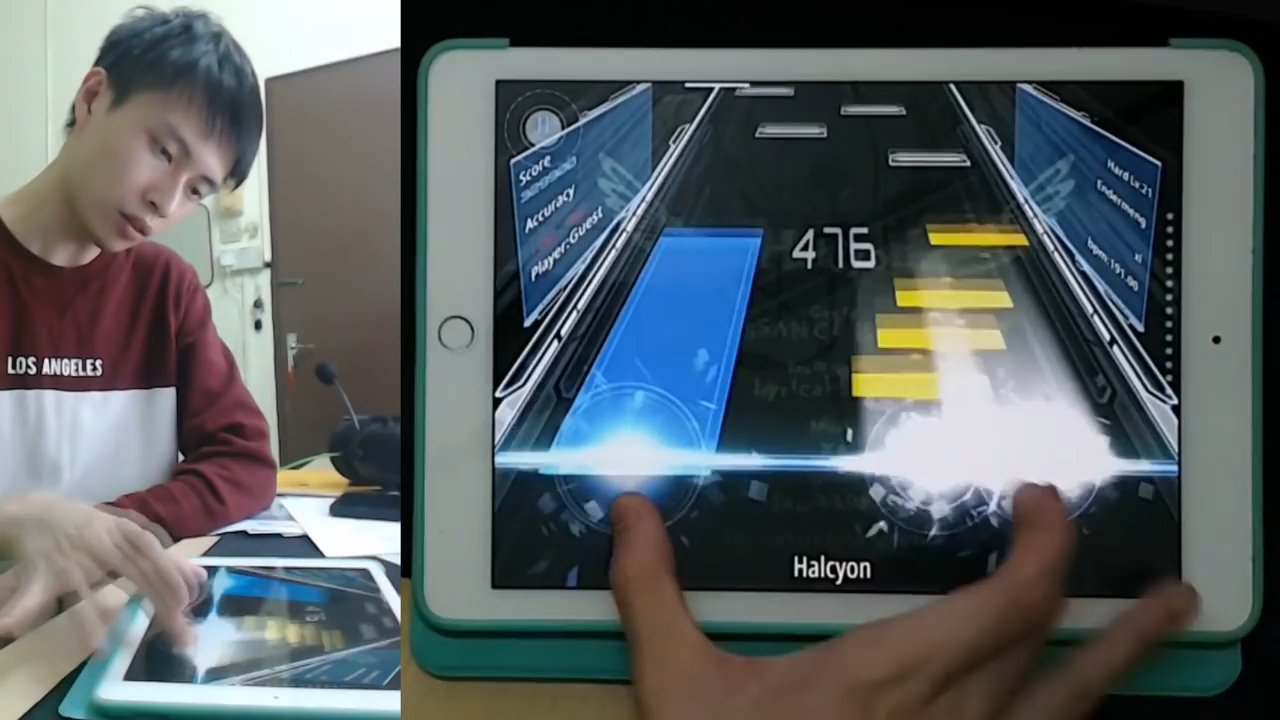 LOS ANGELES
Score
Accuracy
Player:Guest
476
Hard Lv.21
Endermeng
xi
bpm:191.00
Halcyon